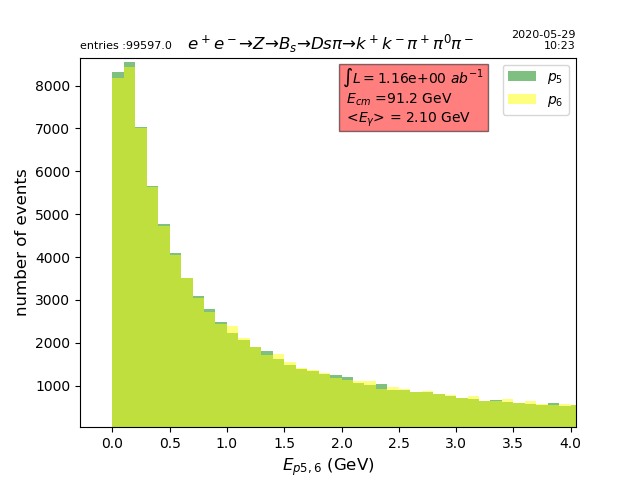 2020-05-29
10:23
entries :99597.0
e⁺e⁻→Z→Bₛ→Dsπ→k⁺k⁻π⁺π⁰π⁻
∫L = 1.16e+00 ab⁻¹
E_cm =91.2 GeV
<E_γ> = 2.10 GeV
p₅
p₆
number of events
8000
7000
6000
5000
4000
3000
2000
1000
0.0 0.5 1.0 1.5 2.0 2.5 3.0 3.5 4.0
E_p5,6 (GeV)